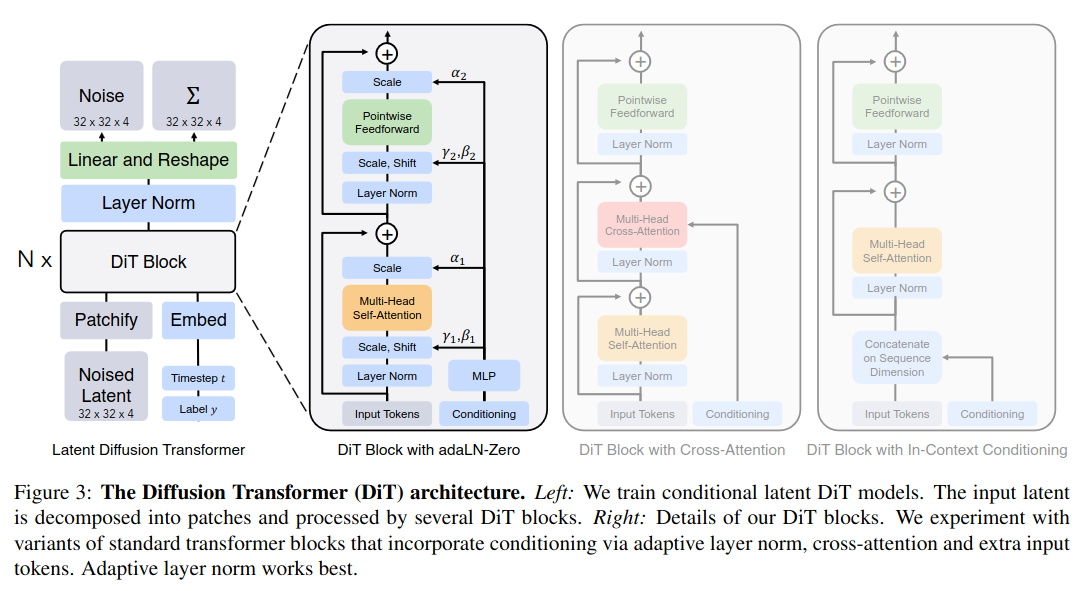 Noise
32 x 32 x 4
Σ
32 x 32 x 4
Linear and Reshape
Layer Norm
N x
DiT Block
Patchify
Embed
Noised
Latent
32 x 32 x 4
Timestep t
Label y
Latent Diffusion Transformer
+
Scale
α₂
Pointwise
Feedforward
Scale, Shift
γ₂,β₂
Layer Norm
+
Scale
α₁
Multi-Head
Self-Attention
Scale, Shift
γ₁,β₁
Layer Norm
MLP
Input Tokens
Conditioning
DiT Block with adaLN-Zero
+
Pointwise
Feedforward
Layer Norm
+
Multi-Head
Cross-Attention
Layer Norm
+
Multi-Head
Self-Attention
Layer Norm
Input Tokens
Conditioning
DiT Block with Cross-Attention
+
Pointwise
Feedforward
Layer Norm
+
Multi-Head
Self-Attention
Layer Norm
Concatenate
on Sequence
Dimension
Input Tokens
Conditioning
DiT Block with In-Context Conditioning
Figure 3: The Diffusion Transformer (DiT) architecture. Left: We train conditional latent DiT models. The input latent
is decomposed into patches and processed by several DiT blocks. Right: Details of our DiT blocks. We experiment with
variants of standard transformer blocks that incorporate conditioning via adaptive layer norm, cross-attention and extra input
tokens. Adaptive layer norm works best.